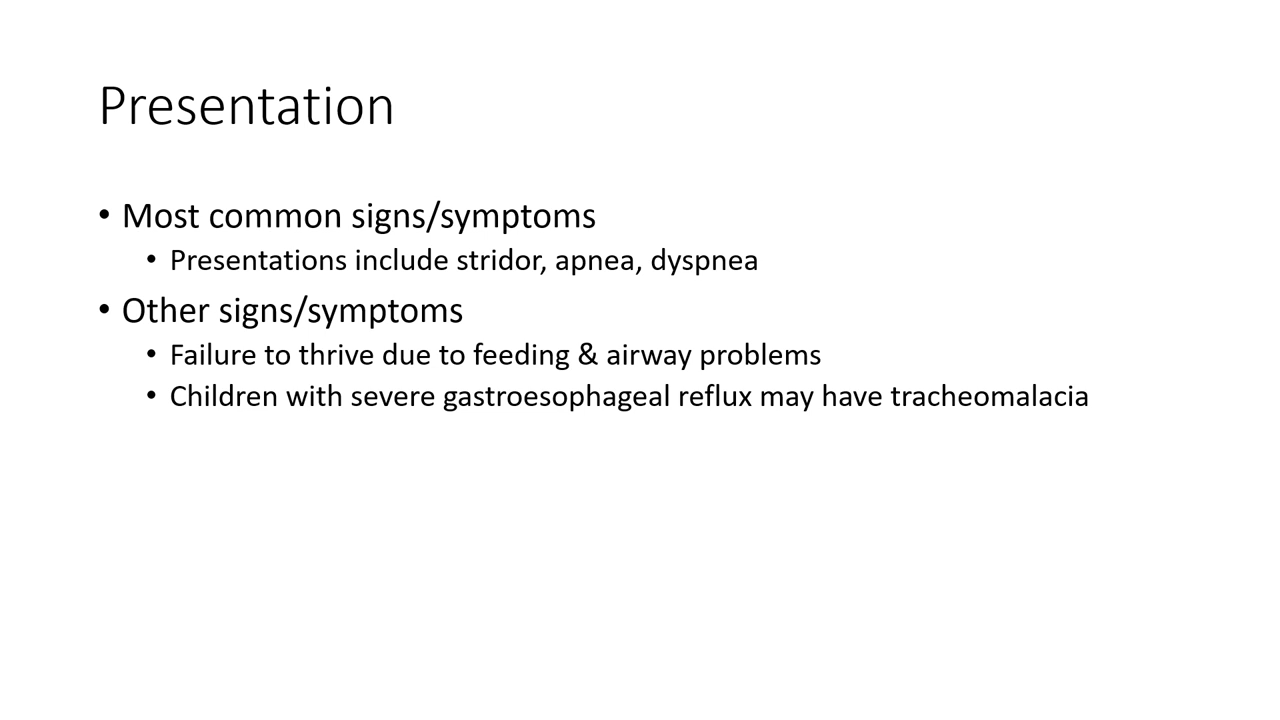 Presentation
• Most common signs/symptoms
• Presentations include stridor, apnea, dyspnea
• Other signs/symptoms
• Failure to thrive due to feeding & airway problems
• Children with severe gastroesophageal reflux may have tracheomalacia